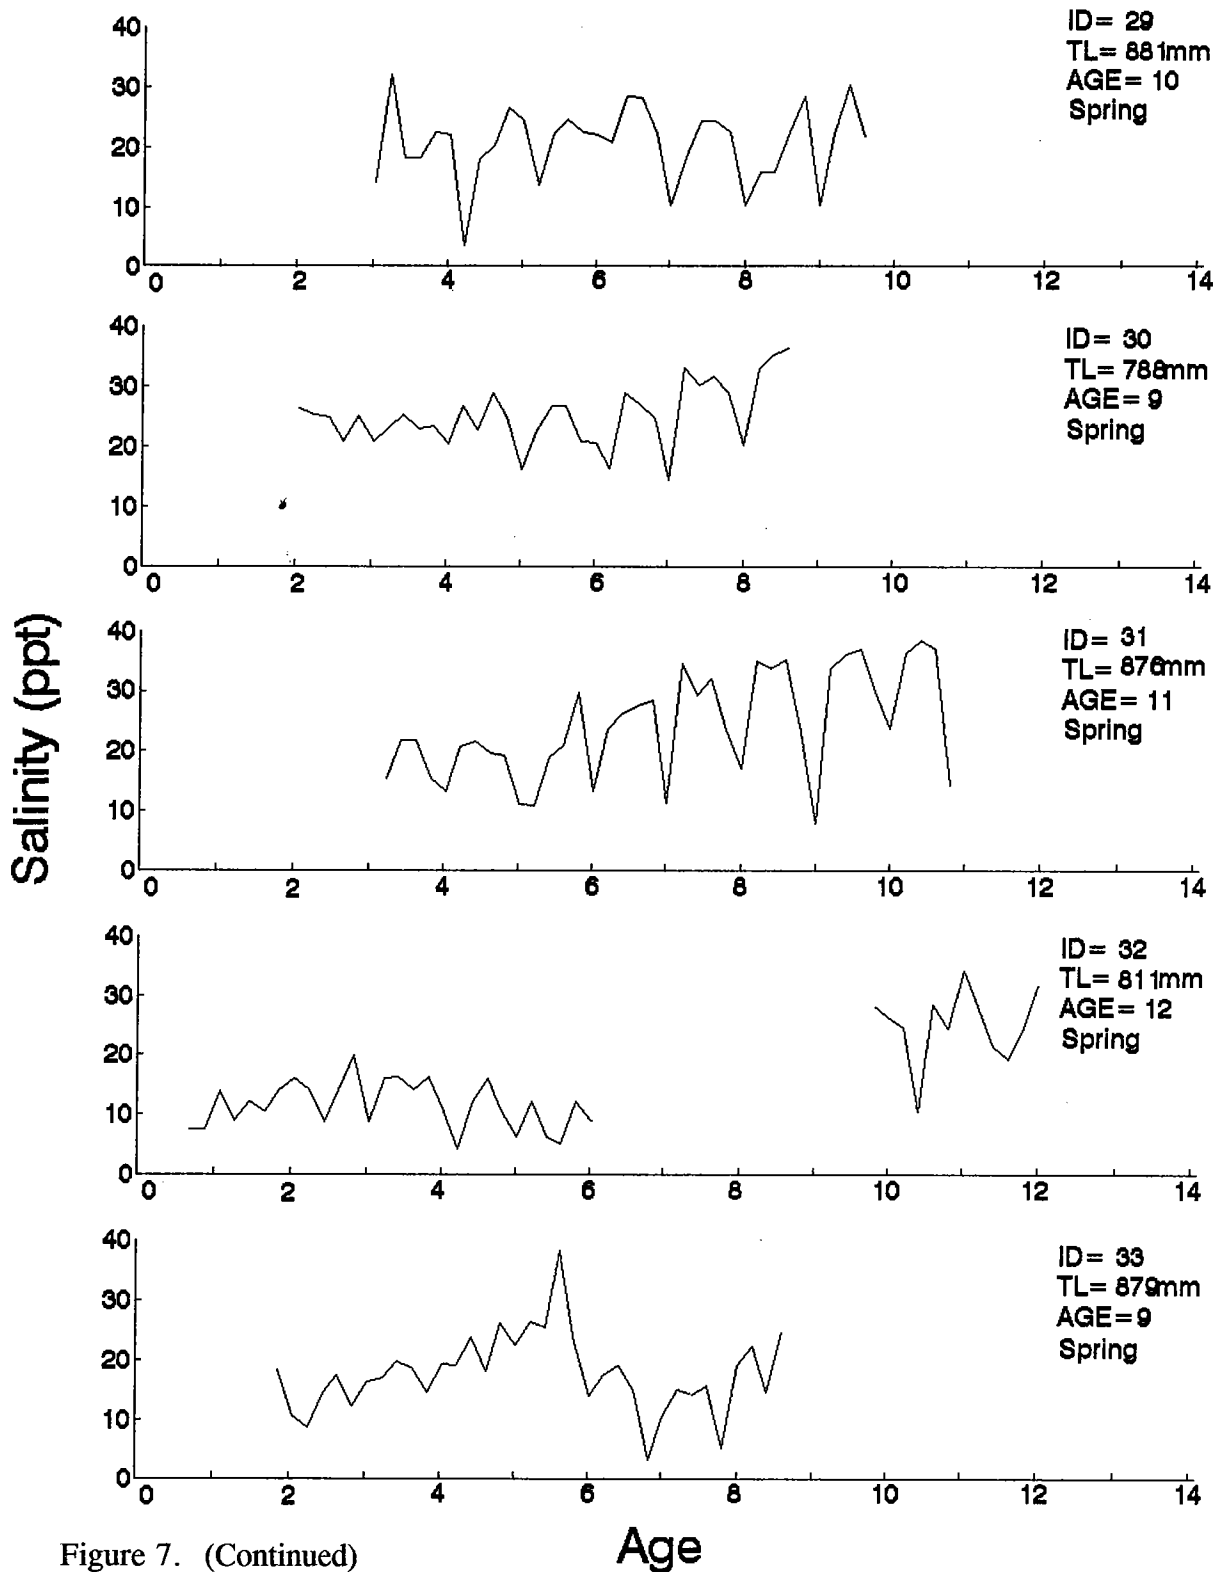 40
30
20
10
0
0 2 4 6 8 10 12 14
ID= 29
TL= 881mm
AGE= 10
Spring
40
30
20
10
0
0 2 4 6 8 10 12 14
ID= 30
TL= 788mm
AGE= 9
Spring
Salinity (ppt)
40
30
20
10
0
0 2 4 6 8 10 12 14
ID= 31
TL= 876mm
AGE= 11
Spring
40
30
20
10
0
0 2 4 6 8 10 12 14
ID= 32
TL= 811mm
AGE= 12
Spring
40
30
20
10
0
0 2 4 6 8 10 12 14
ID= 33
TL= 879mm
AGE= 9
Spring
Age
Figure 7. (Continued)